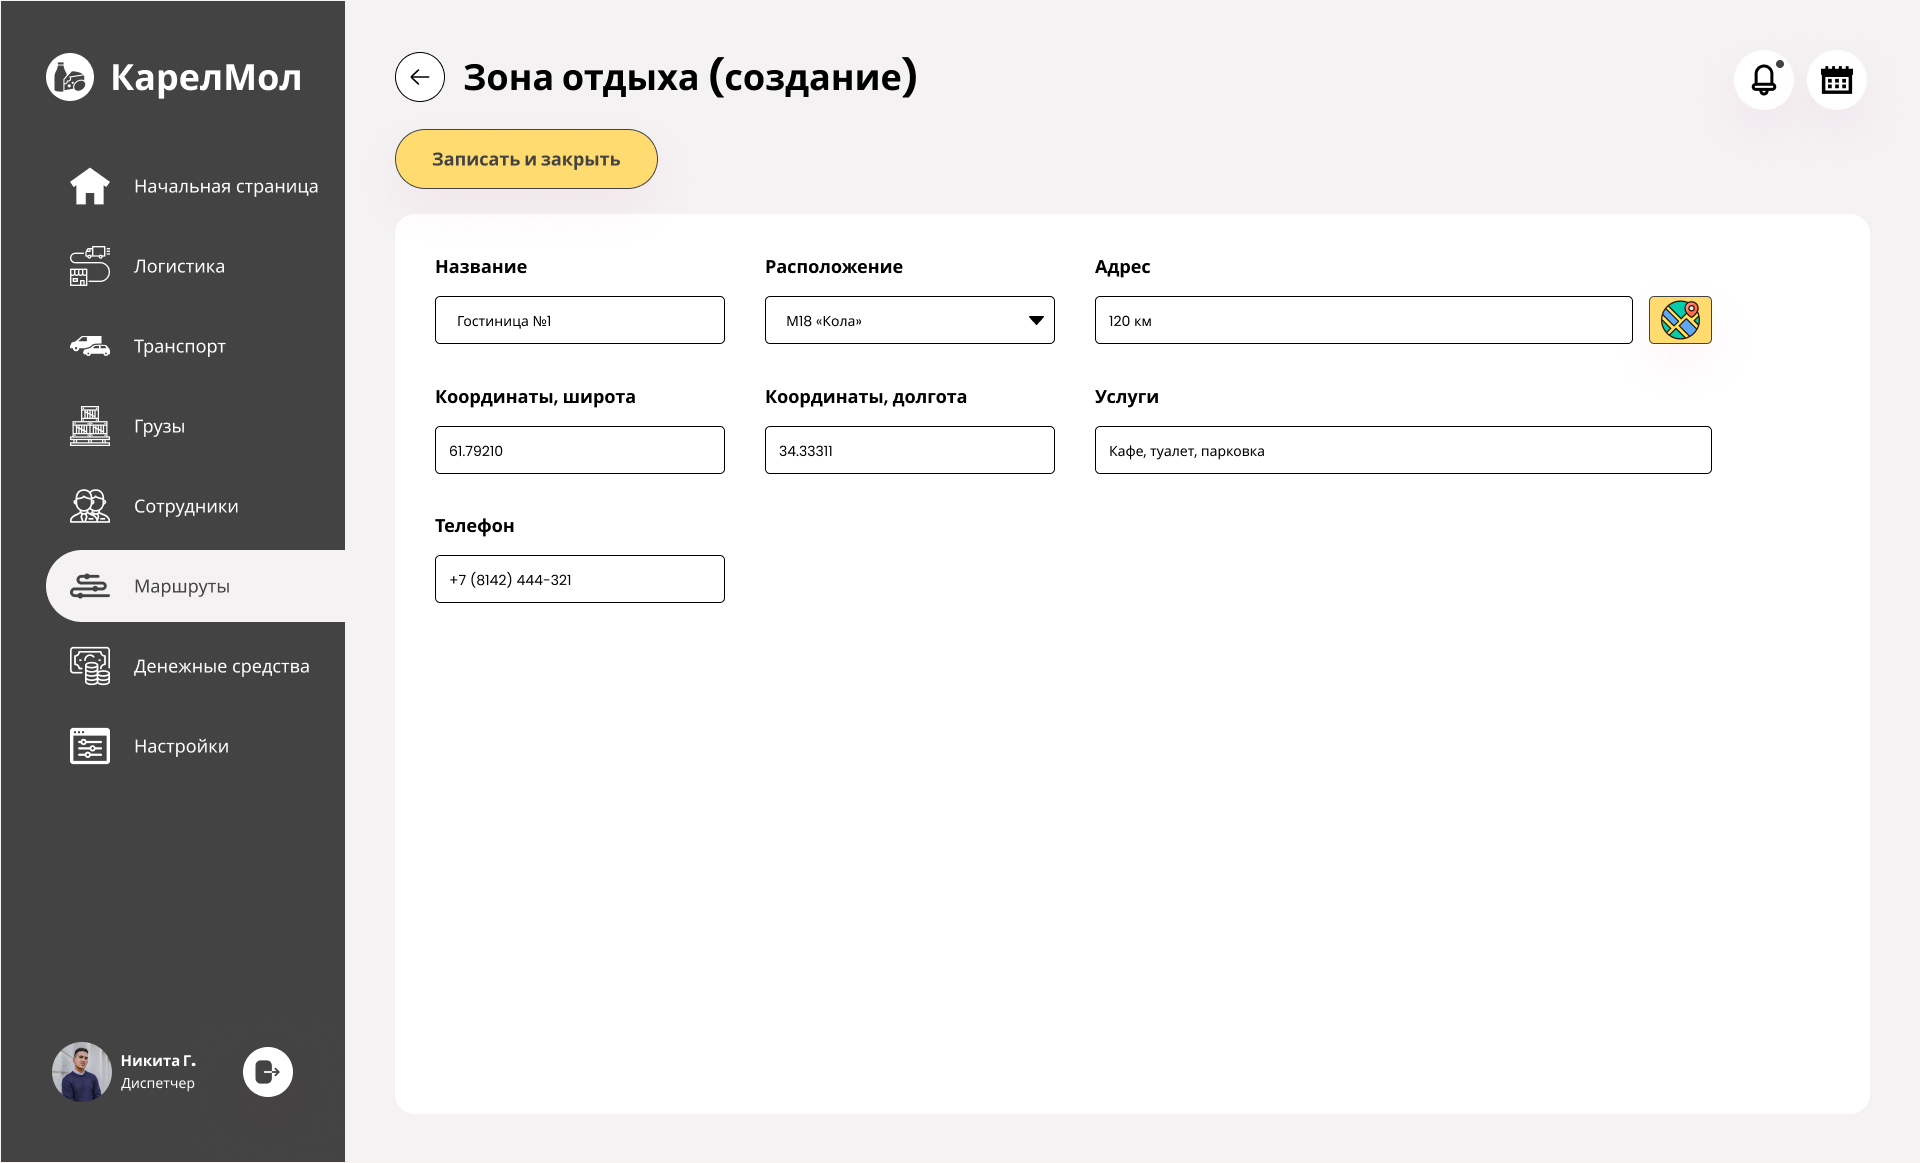 КарелМол
Начальная страница
Логистика
Транспорт
Грузы
Сотрудники
Маршруты
Денежные средства
Настройки
Никита Г.
Диспетчер
Зона отдыха (создание)
Записать и закрыть
Название
Расположение
Адрес
Гостиница №1
М18 «Кола»
120 км
Координаты, широта
Координаты, долгота
Услуги
61.79210
34.33311
Кафе, туалет, парковка
Телефон
+7 (8142) 444-321